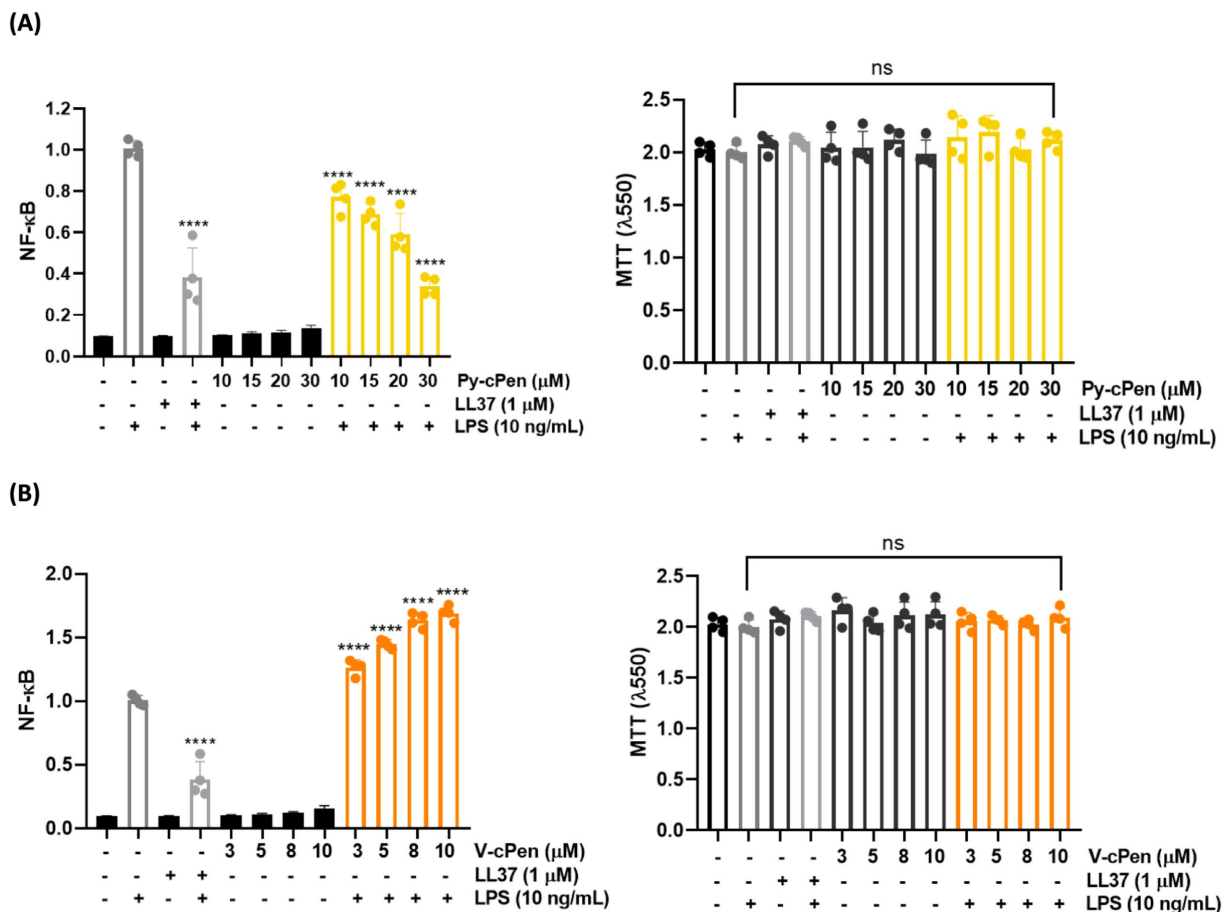 (A)
NF-κB
1.2
1.0
0.8
0.6
0.4
0.2
0.0
****
**** **** **** ****
- - - - 10 15 20 30 10 15 20 30 Py-cPen (μM)
- - + + - - - - - - - - LL37 (1 μM)
- + - + - - - - + + + + LPS (10 ng/mL)
ns
MTT (λ550)
2.5
2.0
1.5
2.0
0.5
0.0
- - - - 10 15 20 30 10 15 20 30 Py-cPen (μM)
- - + + - - - - - - - - LL37 (1 μM)
- + - + - - - - + + + + LPS (10 ng/mL)
(B)
NF-κB
2.0
1.5
1.0
0.5
0.0
****
**** **** **** ****
- - - - 3 5 8 10 3 5 8 10 V-cPen (μM)
- - + + - - - - - - - - LL37 (1 μM)
- + - + - - - - + + + + LPS (10 ng/mL)
ns
MTT (λ550)
2.5
2.0
1.5
2.0
0.5
0.0
- - - - 3 5 8 10 3 5 8 10 V-cPen (μM)
- - + + - - - - - - - - LL37 (1 μM)
- + - + - - - - + + + + LPS (10 ng/mL)